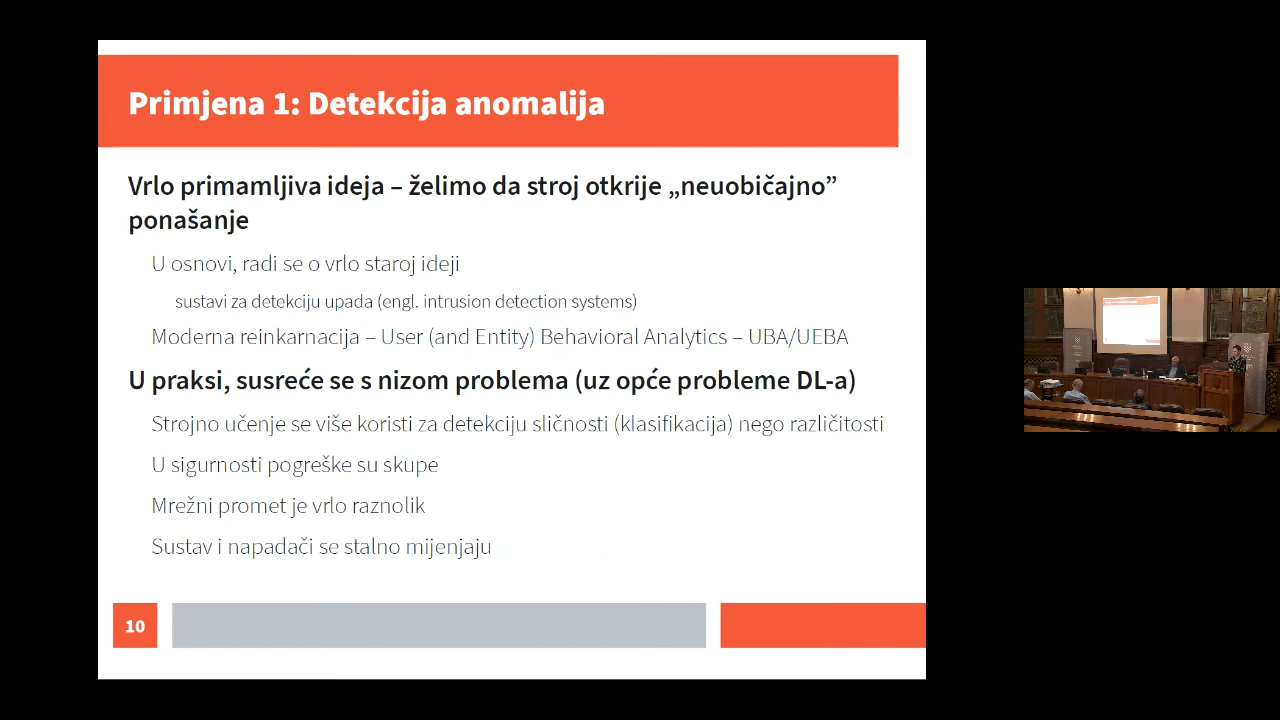 Primjena 1: Detekcija anomalija
Vrlo primamljiva ideja – želimo da stroj otkrije „neuobičajno”
ponašanje
U osnovi, radi se o vrlo staroj ideji
sustavi za detekciju upada (engl. intrusion detection systems)
Moderna reinkarnacija – User (and Entity) Behavioral Analytics – UBA/UEBA
U praksi, susreće se s nizom problema (uz opće probleme DL-a)
Strojno učenje se više koristi za detekciju sličnosti (klasifikacija) nego različitosti
U sigurnosti pogreške su skupe
Mrežni promet je vrlo raznolik
Sustav i napadači se stalno mijenjaju
10